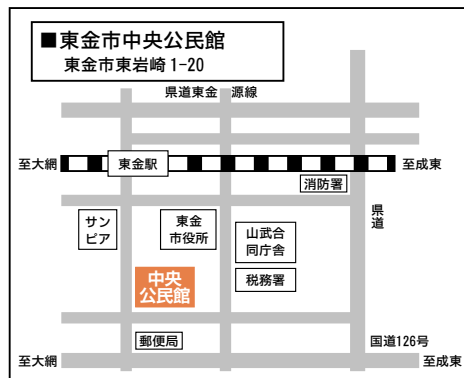 ■東金市中央公民館
東金市東岩崎1-20
県道東金　源線
至大網
東金駅
至成東
消防署
サン
ピア
東金
市役所
山武合
同庁舎
県道
中央
公民館
税務署
郵便局
国道126号
至大網
至成東